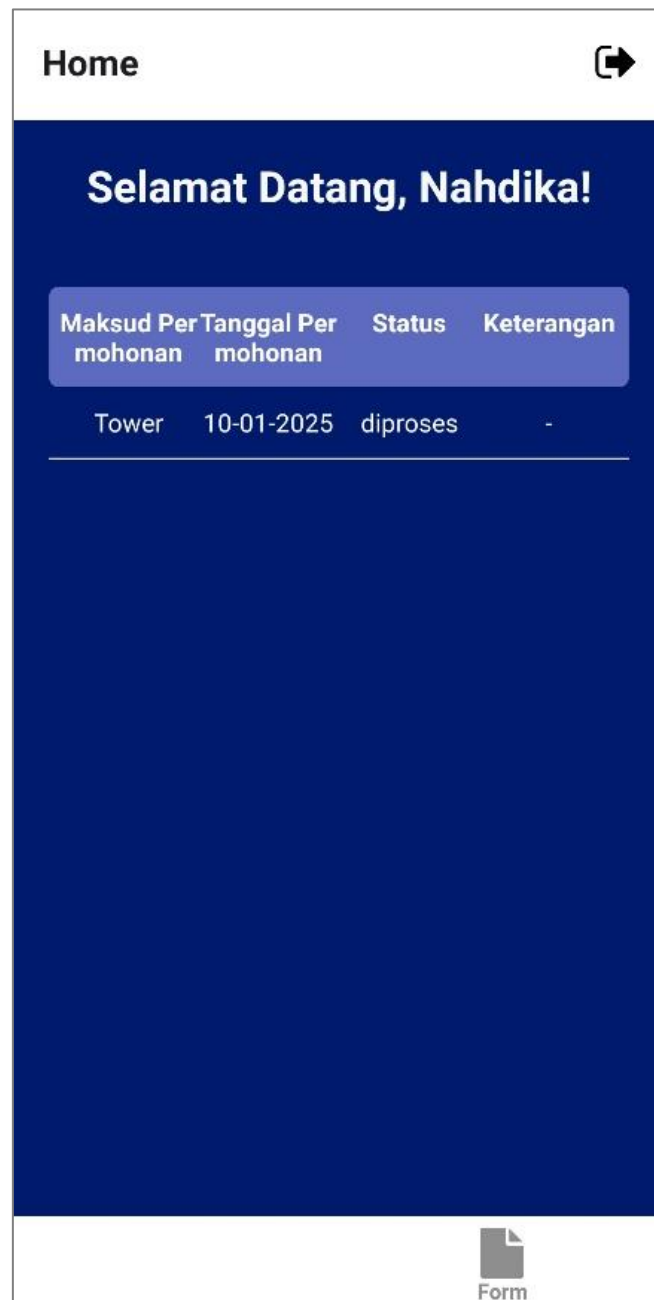 Home
Selamat Datang, Nahdika!
Maksud Per Tanggal Per Status Keterangan
mohonan mohonan
Tower 10-01-2025 diproses -
Form